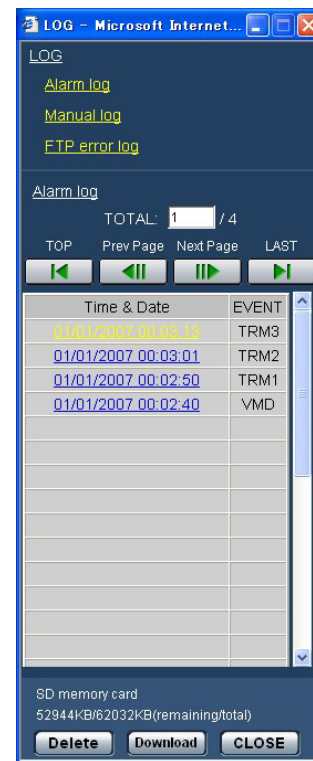 LOG - Microsoft Internet...
LOG
Alarm log
Manual log
FTP error log
Alarm log
TOTAL: 1 / 4
TOP Prev Page Next Page LAST
Time & Date EVENT
01/01/2007 00:03:13 TRM3
01/01/2007 00:03:01 TRM2
01/01/2007 00:02:50 TRM1
01/01/2007 00:02:40 VMD
SD memory card
52944KB/62032KB(remaining/total)
Delete Download CLOSE